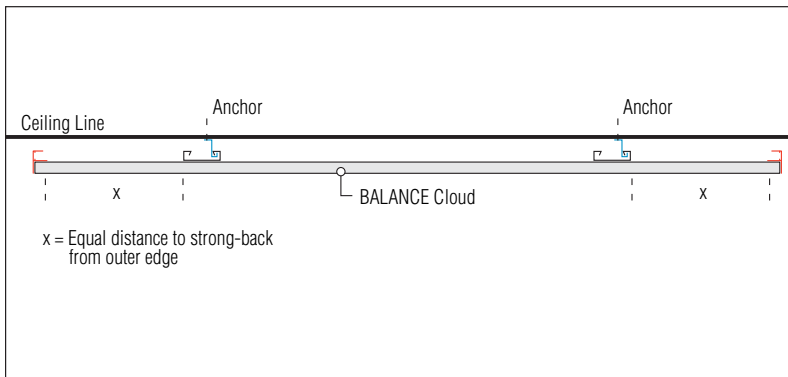 Anchor
Anchor
Ceiling Line
x
BALANCE Cloud
x
x = Equal distance to strong-back
from outer edge